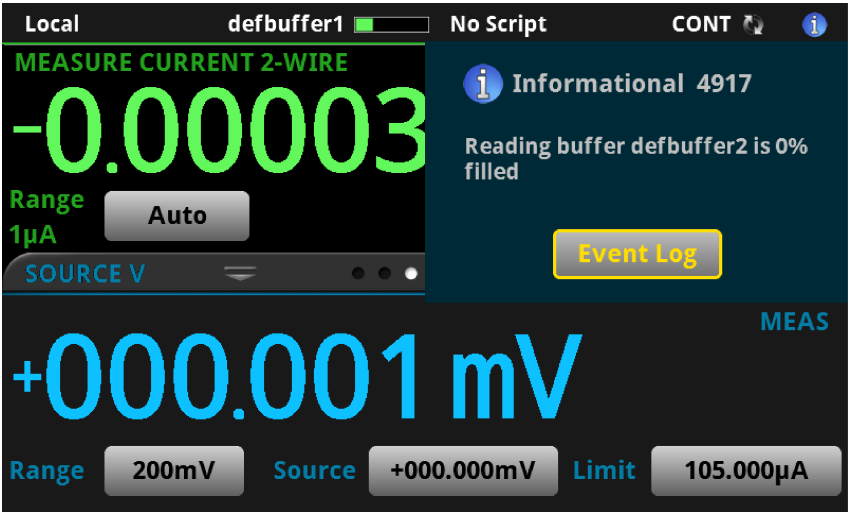 Local defbuffer1 No Script CONT
MEASURE CURRENT 2-WIRE
-0.00003
Range
1µA
Auto
Informational 4917
Reading buffer defbuffer2 is 0%
filled
Event Log
SOURCE V
MEAS
+000.001 mV
Range 200mV Source +000.000mV Limit 105.000µA